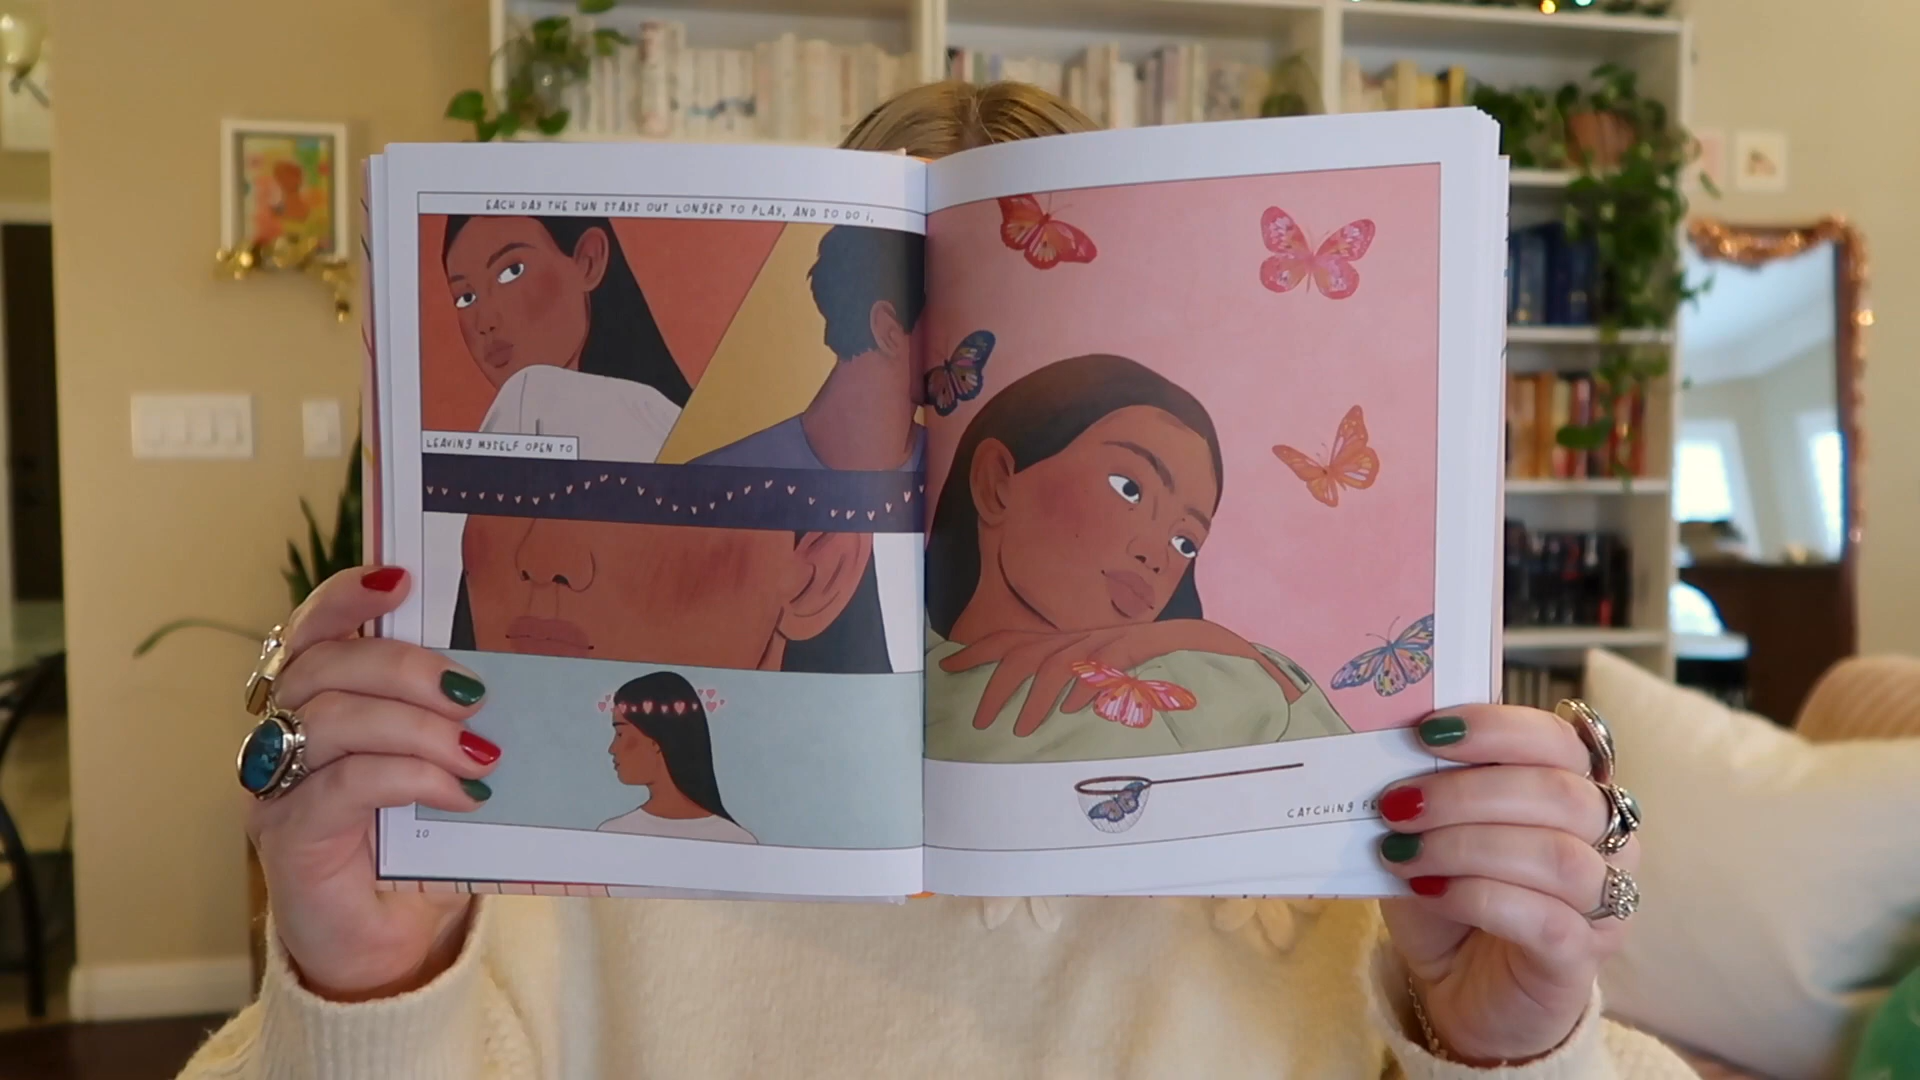 EACH DAY THE SUN STAYS OUT LONGER TO PLAY, AND SO DO i,
LEAViNG MYSELF OPEN TO
20
CATCHiNG